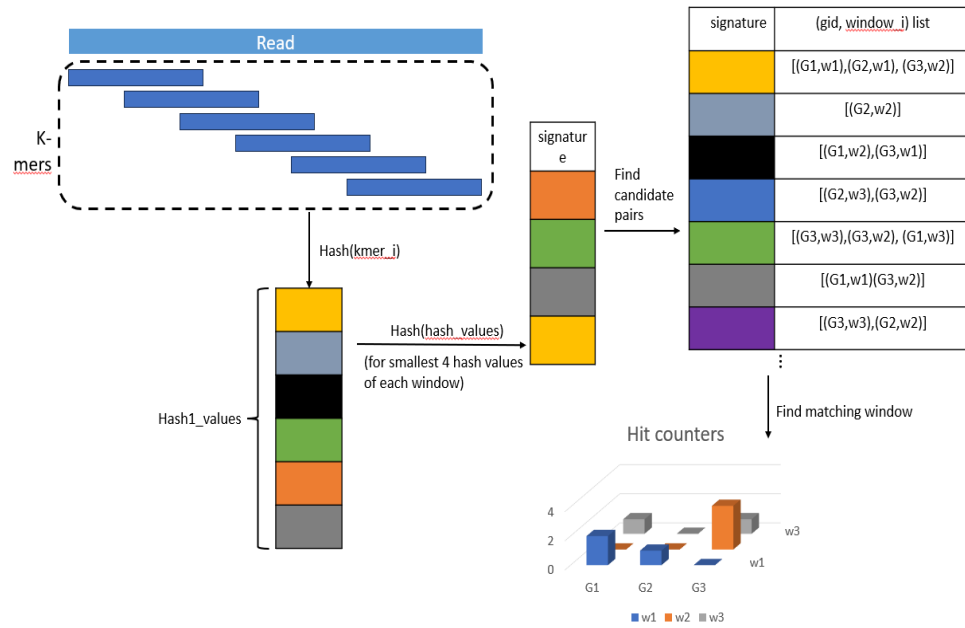 Read
K-
mers
Hash(kmer_i)
Hash1_values
Hash(hash_values)
(for smallest 4 hash values
of each window)
signatur
e
Find
candidate
pairs
signature
(gid, window_i) list
[(G1,w1),(G2,w1), (G3,w2)]
[(G2,w2)]
[(G1,w2),(G3,w1)]
[(G2,w3),(G3,w2)]
[(G3,w3),(G3,w2), (G1,w3)]
[(G1,w1)(G3,w2)]
[(G3,w3),(G2,w2)]
⋮
Find matching window
Hit counters
4
2
0
w3
w1
G1 G2 G3
w1 w2 w3